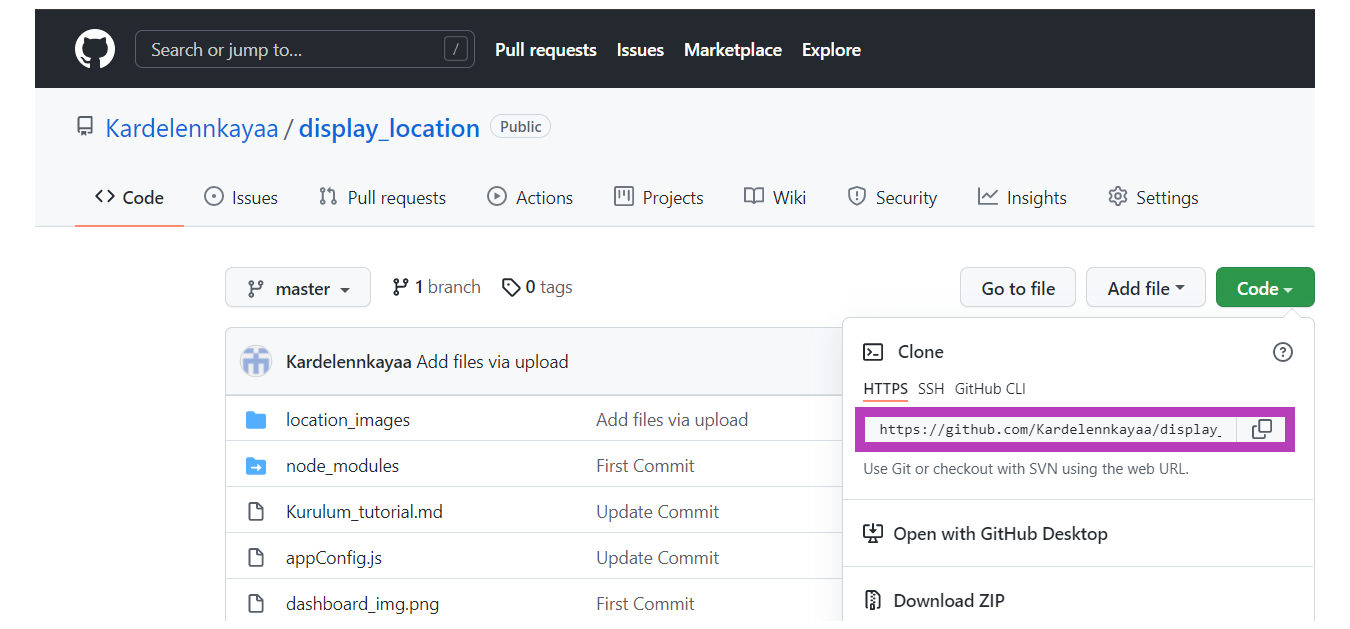 Search or jump to... /
Pull requests Issues Marketplace Explore
Kardelennkayaa / display_location Public
Code Issues Pull requests Actions Projects Wiki Security Insights Settings
master 1 branch 0 tags Go to file Add file Code
Kardelennkayaa Add files via upload
location_images Add files via upload
node_modules First Commit
Kurulum_tutorial.md Update Commit
appConfig.js Update Commit
dashboard_img.png First Commit
Clone ?
HTTPS SSH GitHub CLI
https://github.com/Kardelennkayaa/display_
Use Git or checkout with SVN using the web URL.
Open with GitHub Desktop
Download ZIP